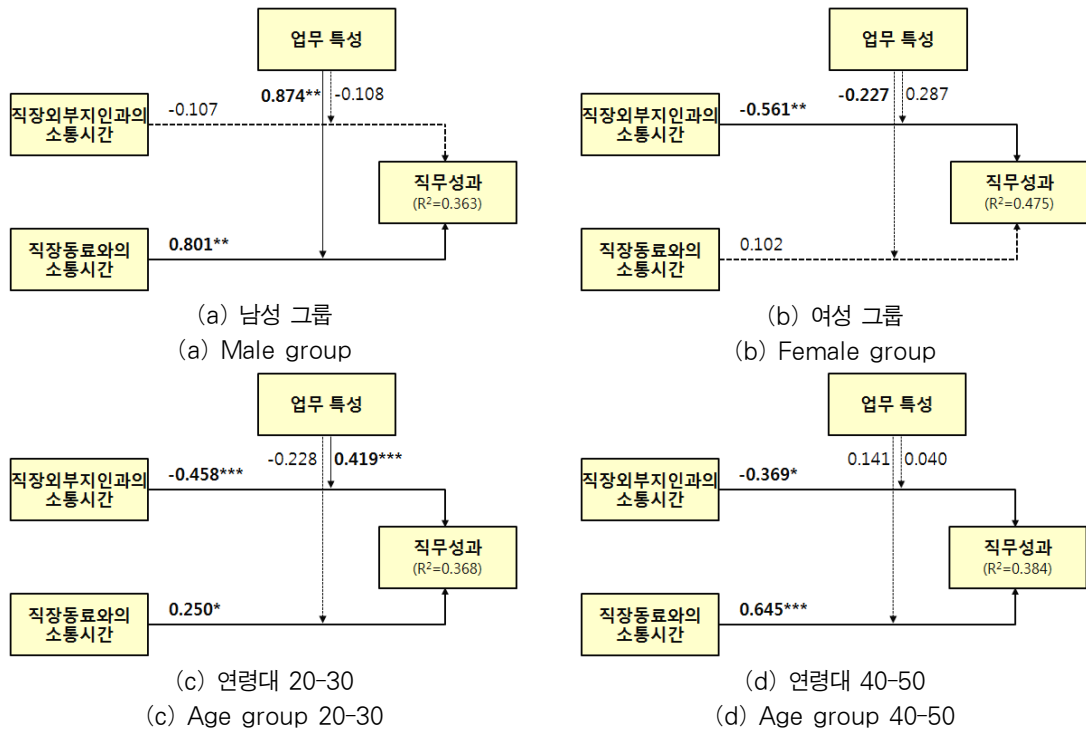 업무 특성
-0.107
0.874**
-0.108
직장외부지인과의
소통시간
직무성과
(R²=0.363)
0.801**
직장동료와의
소통시간
(a) 남성 그룹
(a) Male group
업무 특성
-0.561**
-0.227
0.287
직장외부지인과의
소통시간
직무성과
(R²=0.475)
0.102
직장동료와의
소통시간
(b) 여성 그룹
(b) Female group
업무 특성
-0.458***
-0.228
0.419***
직장외부지인과의
소통시간
직무성과
(R²=0.368)
0.250*
직장동료와의
소통시간
(c) 연령대 20-30
(c) Age group 20-30
업무 특성
-0.369*
0.141
0.040
직장외부지인과의
소통시간
직무성과
(R²=0.384)
0.645***
직장동료와의
소통시간
(d) 연령대 40-50
(d) Age group 40-50